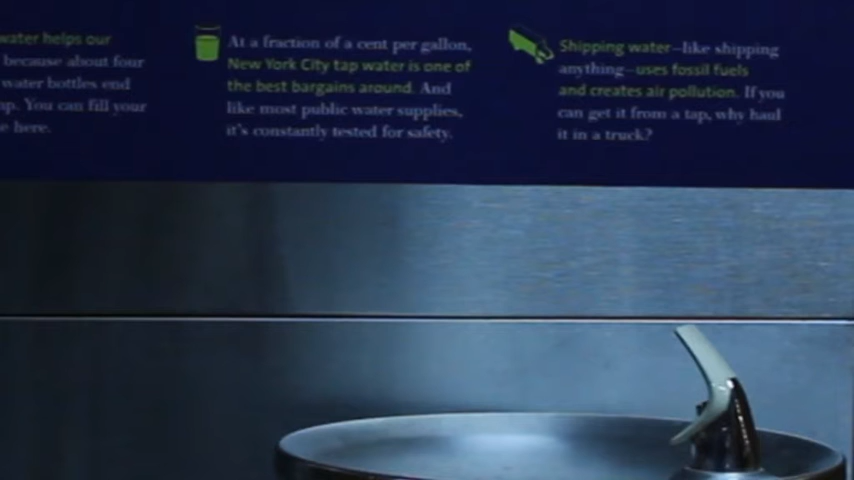 water helps our
because about four
water bottles end
You can fill your
here.
At a fraction of a cent per gallon,
New York City tap water is one of
the best bargains around. And
like most public water supplies,
it's constantly tested for safety.
Shipping water—like shipping
anything—uses fossil fuels
and creates air pollution. If you
can get it from a tap, why haul
it in a truck?